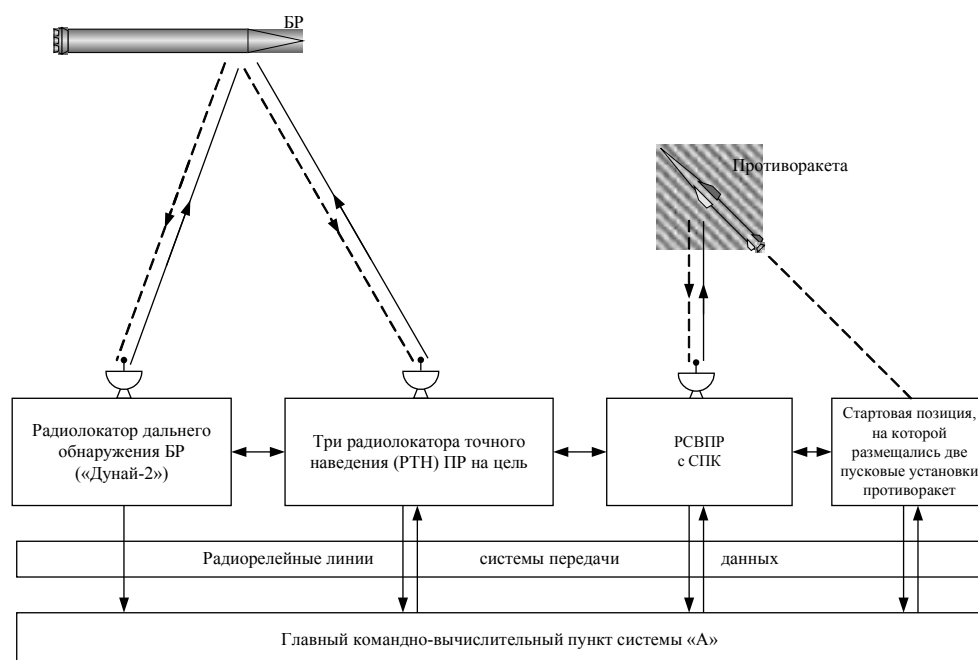 БР
Противоракета
Радиолокатор дальнего
обнаружения БР
(«Дунай-2»)
Три радиолокатора точного
наведения (РТН) ПР на цель
РСВПР
с СПК
Стартовая позиция,
на которой
размещались две
пусковые установки
противоракет
Радиорелейные линии системы передачи данных
Главный командно-вычислительный пункт системы «А»